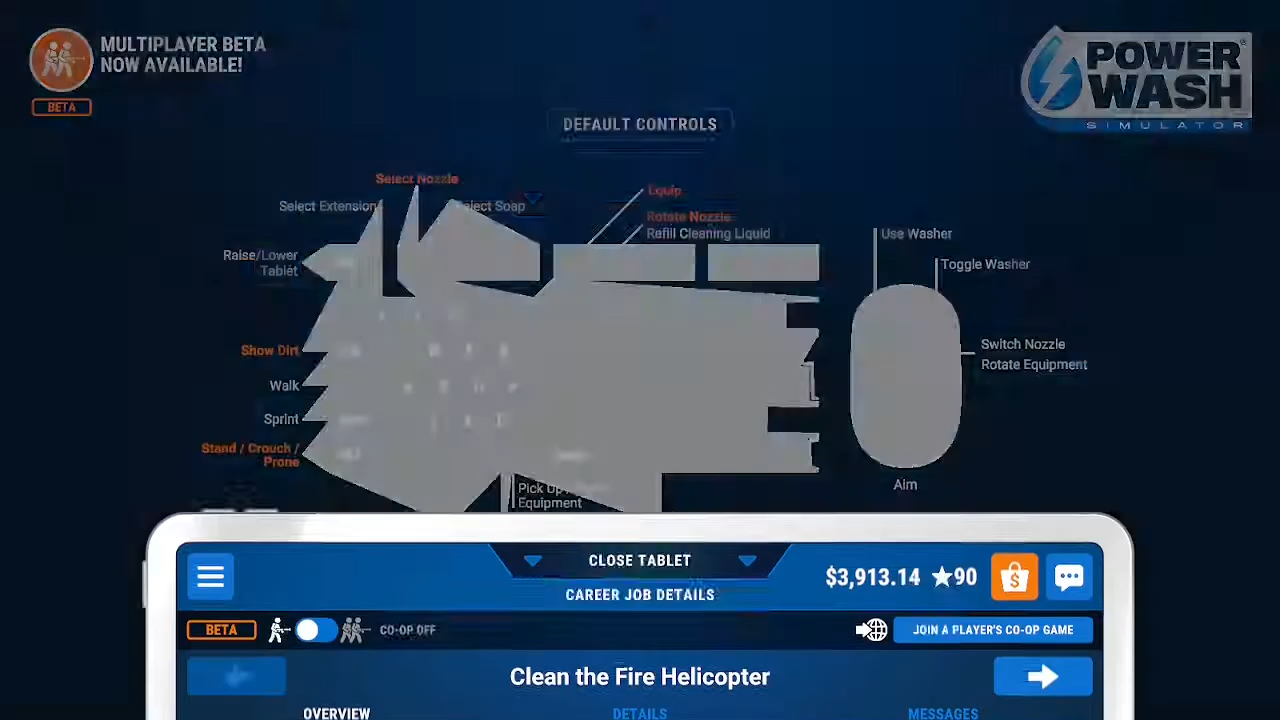 MULTIPLAYER BETA
NOW AVAILABLE!
BETA
POWER
WASH
SIMULATOR
DEFAULT CONTROLS
Select Nozzle
Select Extension
Select Soap
Equip
Rotate Nozzle
Refill Cleaning Liquid
Raise/Lower
Tablet
Use Washer
Toggle Washer
Show Dirt
Switch Nozzle
Rotate Equipment
Walk
Sprint
Stand / Crouch /
Prone
Aim
Pick Up
Equipment
CLOSE TABLET
$3,913.14 ★90
CAREER JOB DETAILS
BETA
CO-OP OFF
JOIN A PLAYER'S CO-OP GAME
Clean the Fire Helicopter
OVERVIEW
DETAILS
MESSAGES